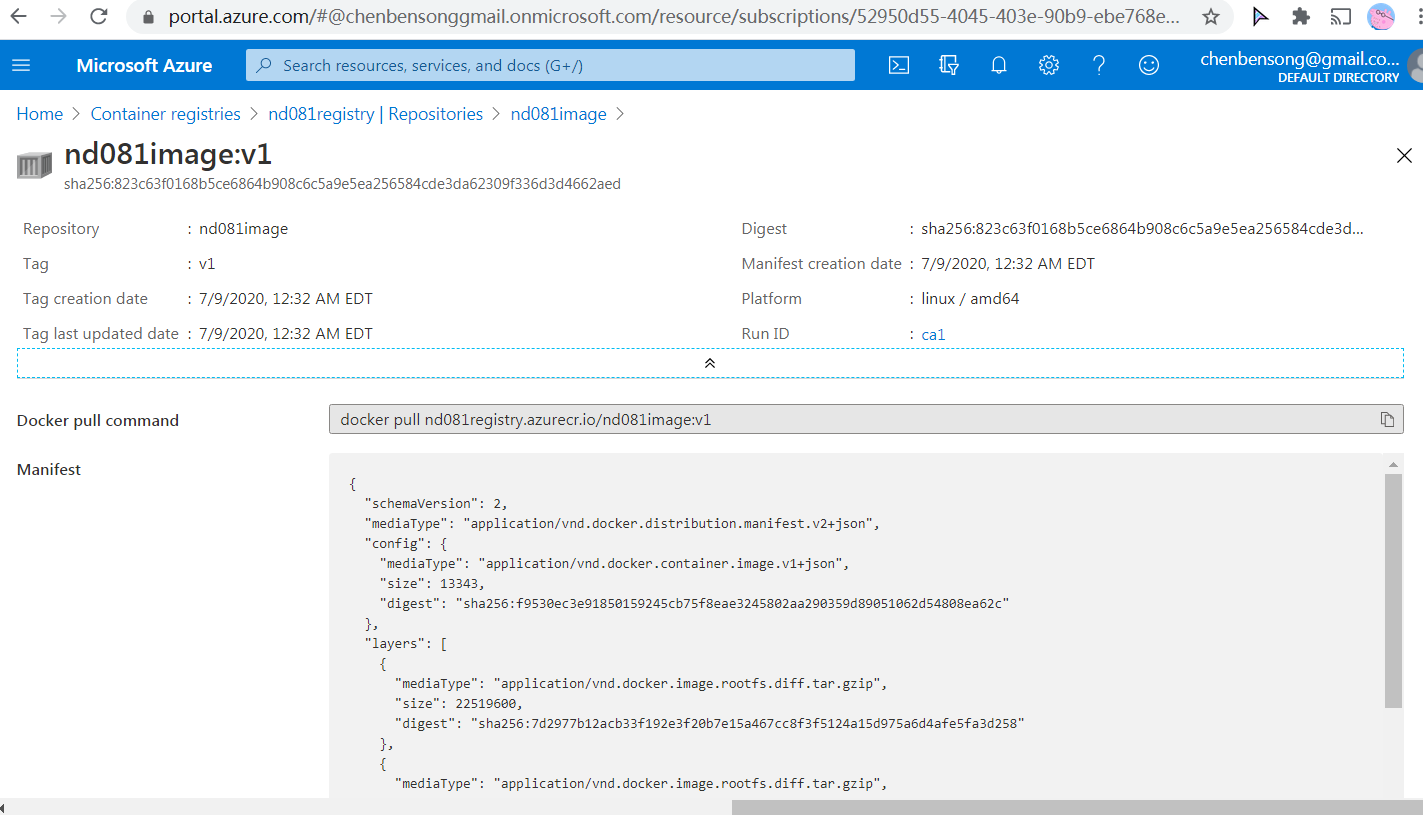 portal.azure.com/#@chenbensonggmail.onmicrosoft.com/resource/subscriptions/52950d55-4045-403e-90b9-ebe768e...
Microsoft Azure
Search resources, services, and docs (G+/)
chenbensong@gmail.co...
DEFAULT DIRECTORY
Home > Container registries > nd081registry | Repositories > nd081image >
nd081image:v1
sha256:823c63f0168b5ce6864b908c6c5a9e5ea256584cde3da62309f336d3d4662aed
Repository : nd081image
Digest : sha256:823c63f0168b5ce6864b908c6c5a9e5ea256584cde3d...
Tag : v1
Manifest creation date : 7/9/2020, 12:32 AM EDT
Tag creation date : 7/9/2020, 12:32 AM EDT
Platform : linux / amd64
Tag last updated date : 7/9/2020, 12:32 AM EDT
Run ID : ca1
Docker pull command
docker pull nd081registry.azurecr.io/nd081image:v1
Manifest
{
"schemaVersion": 2,
"mediaType": "application/vnd.docker.distribution.manifest.v2+json",
"config": {
"mediaType": "application/vnd.docker.container.image.v1+json",
"size": 13343,
"digest": "sha256:f9530ec3e91850159245cb75f8eae3245802aa290359d89051062d54808ea62c"
},
"layers": [
{
"mediaType": "application/vnd.docker.image.rootfs.diff.tar.gzip",
"size": 22519600,
"digest": "sha256:7d2977b12acb33f192e3f20b7e15a467cc8f3f5124a15d975a6d4afe5fa3d258"
},
{
"mediaType": "application/vnd.docker.image.rootfs.diff.tar.gzip",